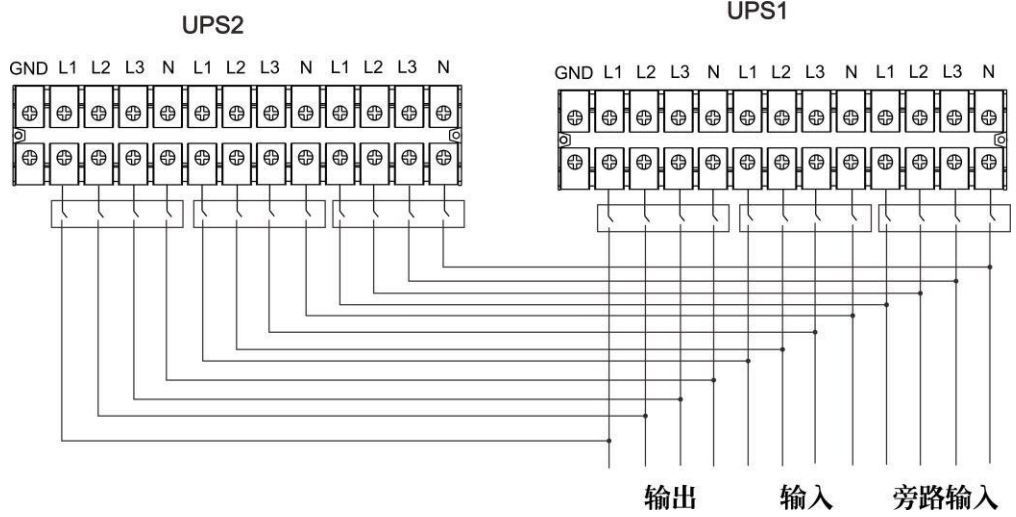 UPS2
UPS1
GND L1 L2 L3 N L1 L2 L3 N L1 L2 L3 N
GND L1 L2 L3 N L1 L2 L3 N L1 L2 L3 N
输出 输入 旁路输入